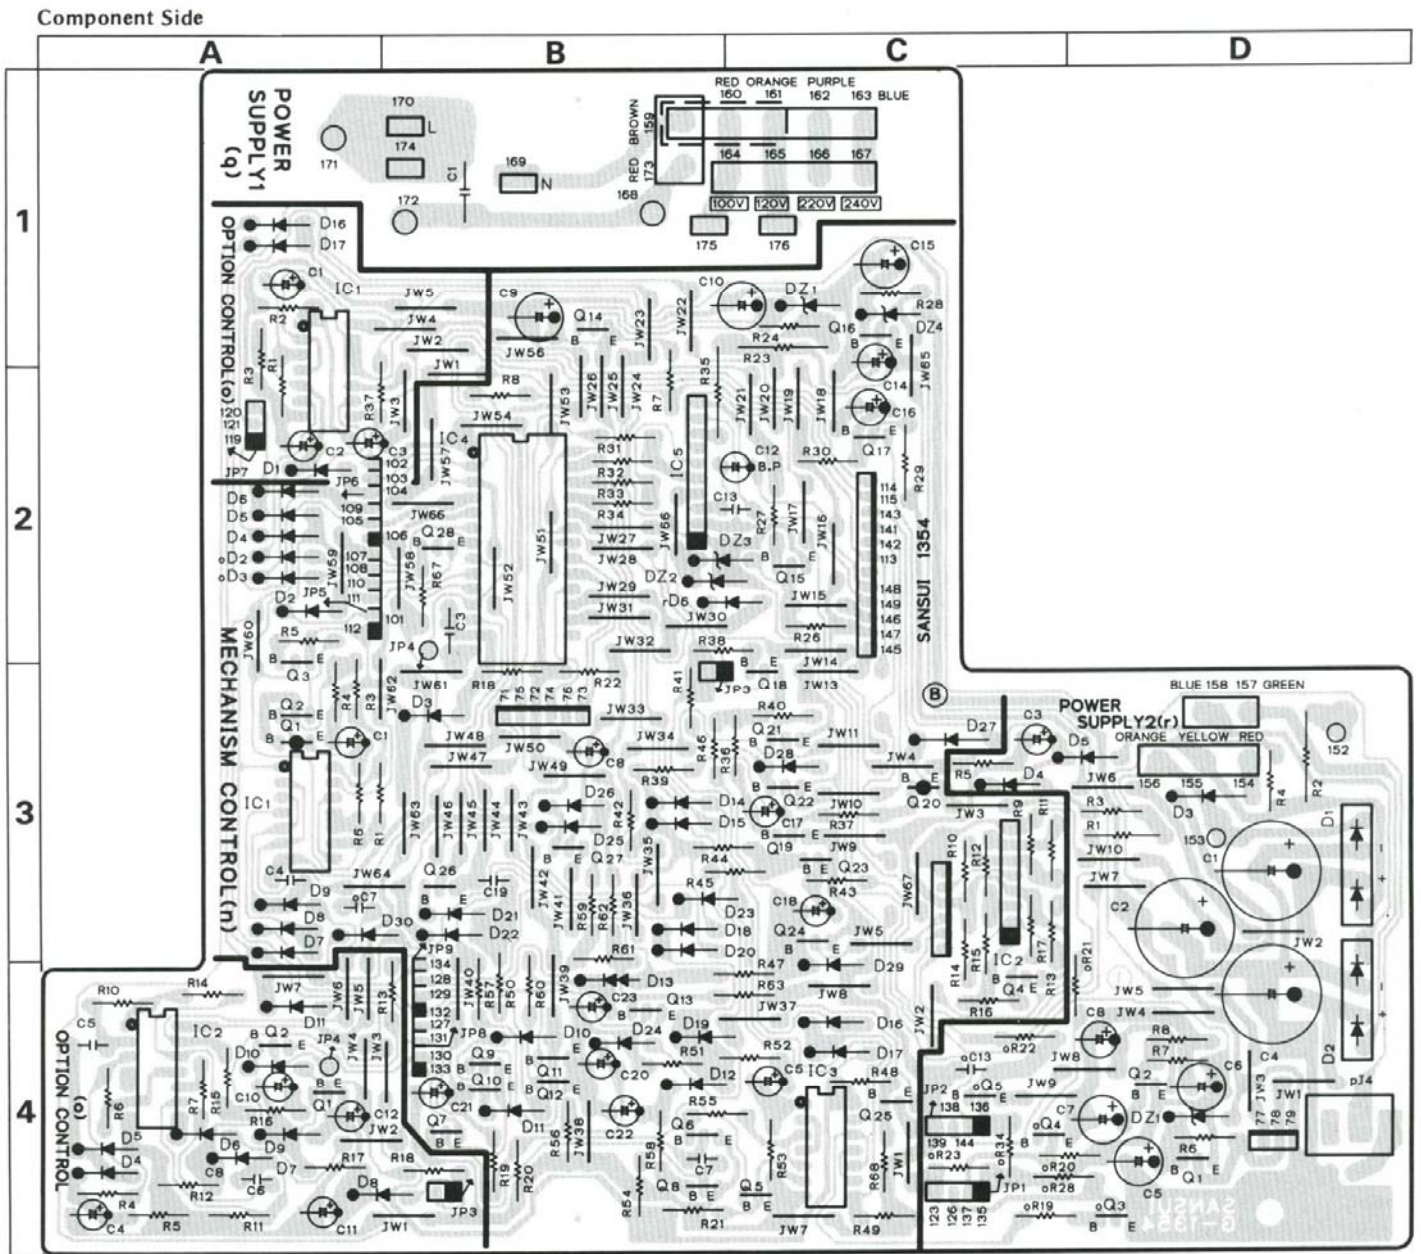 Component Side
A B C D
1
2
3
4
POWER SUPPLY1 (q)
170
L
174
171
172
C1
169
N
168
RED ORANGE PURPLE
160 161 162 163 BLUE
BROWN 159
RED 173
164 165 166 167
100V 120V 220V 240V
175 176
OPTION CONTROL(o)
D16
D17
C1
IC1
R2
R3
R1
120
121
119
JP7
C2
C3
D1
R37
JW3
JW5
JW4
JW2
JW1
C9
Q14
B E
JW56
JW23
JW22
C10
DZ1
C15
R28
DZ4
Q16
B E
R24
R23
R8
JW53
JW26
JW25
JW24
R7
R35
JW21
JW20
JW19
JW18
C14
JW65
C16
B E
Q17
R29
JW54
IC4
JW57
R31
R32
R33
R34
IC5
C12
B.P
R30
C13
R27
JW17
JW16
114
115
143
141
142
113
148
149
146
147
145
SANSUI 1354
D6
D5
D4
oD2
oD3
D2
JP6
102
103
104
109
105
106
107
108
110
111
101
112
JP5
JW59
JW66
Q28
B E
JW58
R67
JW52
JW51
JW27
JW28
JW29
JW31
JW66
DZ3
DZ2
rD6
JW30
B E
Q15
JW15
R26
JW14
JW13
R38
JW32
C3
JP4
JW60
R5
B E
Q3
MECHANISM CONTROL(n)
R4
R3
JW62
JW61
R18
71
75
72
74
76
73
R22
R41
JP3
B E
Q18
B
D3
Q2
B E
Q1
B
C1
JW48
JW50
JW47
JW49
JW33
JW34
C8
R39
R46
R36
R40
Q21
B E
D28
JW11
JW4
D27
C3
R5
D4
D5
POWER SUPPLY2(r)
BLUE 158 157 GREEN
ORANGE YELLOW RED
152
156 155 154
D3
R4
R2
D1
IC1
R6
R1
JW63
JW46
JW45
JW44
JW43
D26
D25
R42
D14
D15
B E
Q22
C17
B E
Q19
JW10
R37
JW9
B E
Q20
JW3
R9
R11
JW6
R3
R1
153
JW10
C1
JW7
B E
Q27
JW35
R44
B E
Q23
R43
JW67
R10
R12
C4
JW64
oC7
Q26
B E
C19
JW42
JW41
R59
R62
JW36
R45
D23
C18
D9
D8
D7
D30
D21
D22
D18
D20
Q24
B E
JW5
D29
R14
R15
IC2
R17
C2
JW2
oR21
R61
JP9
134
128
129
132
127
131
130
133
JP8
JW40
R57
R50
R60
JW39
D13
R47
R63
JW37
JW8
JW2
Q4
B E
R13
R16
JW5
JW4
R10
R14
C5
IC2
JW7
D11
JW6
JW5
R13
JW4
JW3
Q2
B E
D10
JP4
C23
Q13
B E
D10
D24
D19
D16
D17
oR22
C8
JW8
R8
R7
C6
C4
D2
OPTION CONTROL (o)
R6
R7
R15
C10
B E
Q1
C12
JW2
Q9
B E
Q10
B E
C21
Q11
B E
Q12
D11
C20
R51
D12
R52
C6
IC3
R48
B E
Q25
oC13
JP2
138 136
oQ5
B E
JW9
C7
Q2
B E
DZ1
JW3
JW1
pJ4
D5
D4
R16
D6
D9
C8
D7
R17
R18
Q7
B E
R56
JW38
C22
R55
Q6
B E
R58
C7
R53
R68
JW1
139 144
oR23
oR34
oQ4
B E
oR20
oR28
R6
B E
Q1
77
78
79
R12
C6
D8
JP3
R19
R20
R54
Q8
B E
Q5
B E
JP1
123
126
137
135
oR19
oQ3
B E
C5
R4
C4
R5
R11
C11
JW1
R21
JW7
R49
SANSUI
G-1354